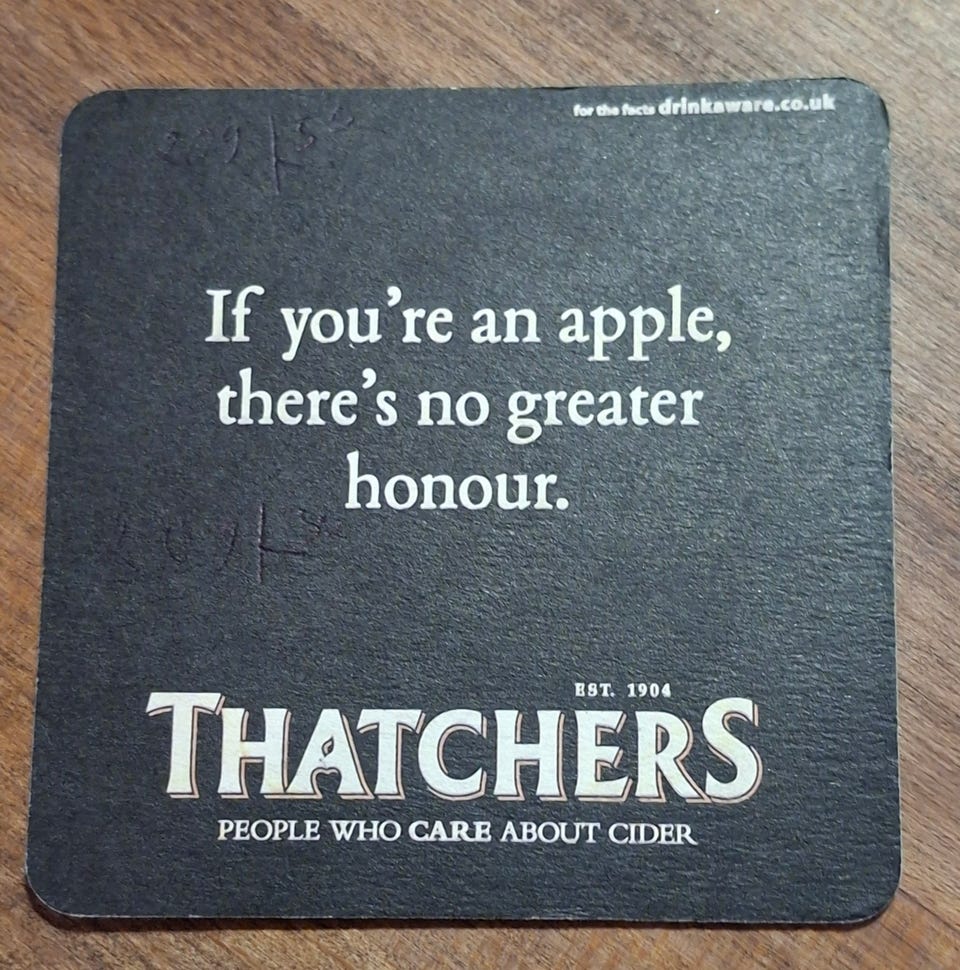 for the facts drinkaware.co.uk
If you're an apple,
there's no greater
honour.
EST. 1904
THATCHERS
PEOPLE WHO CARE ABOUT CIDER